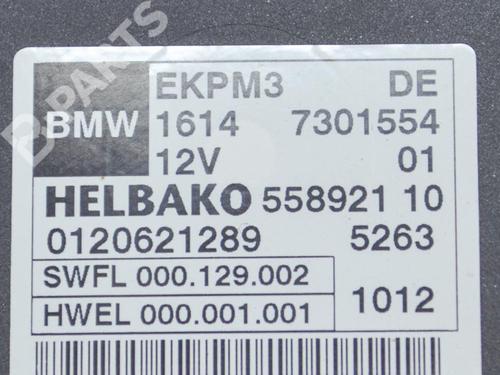 B-PARTS
EKPM3 DE
BMW 1614 7301554
12V 01
HELBAKO 558921 10
0120621289 5263
SWFL 000.129.002
HWEL 000.001.001 1012